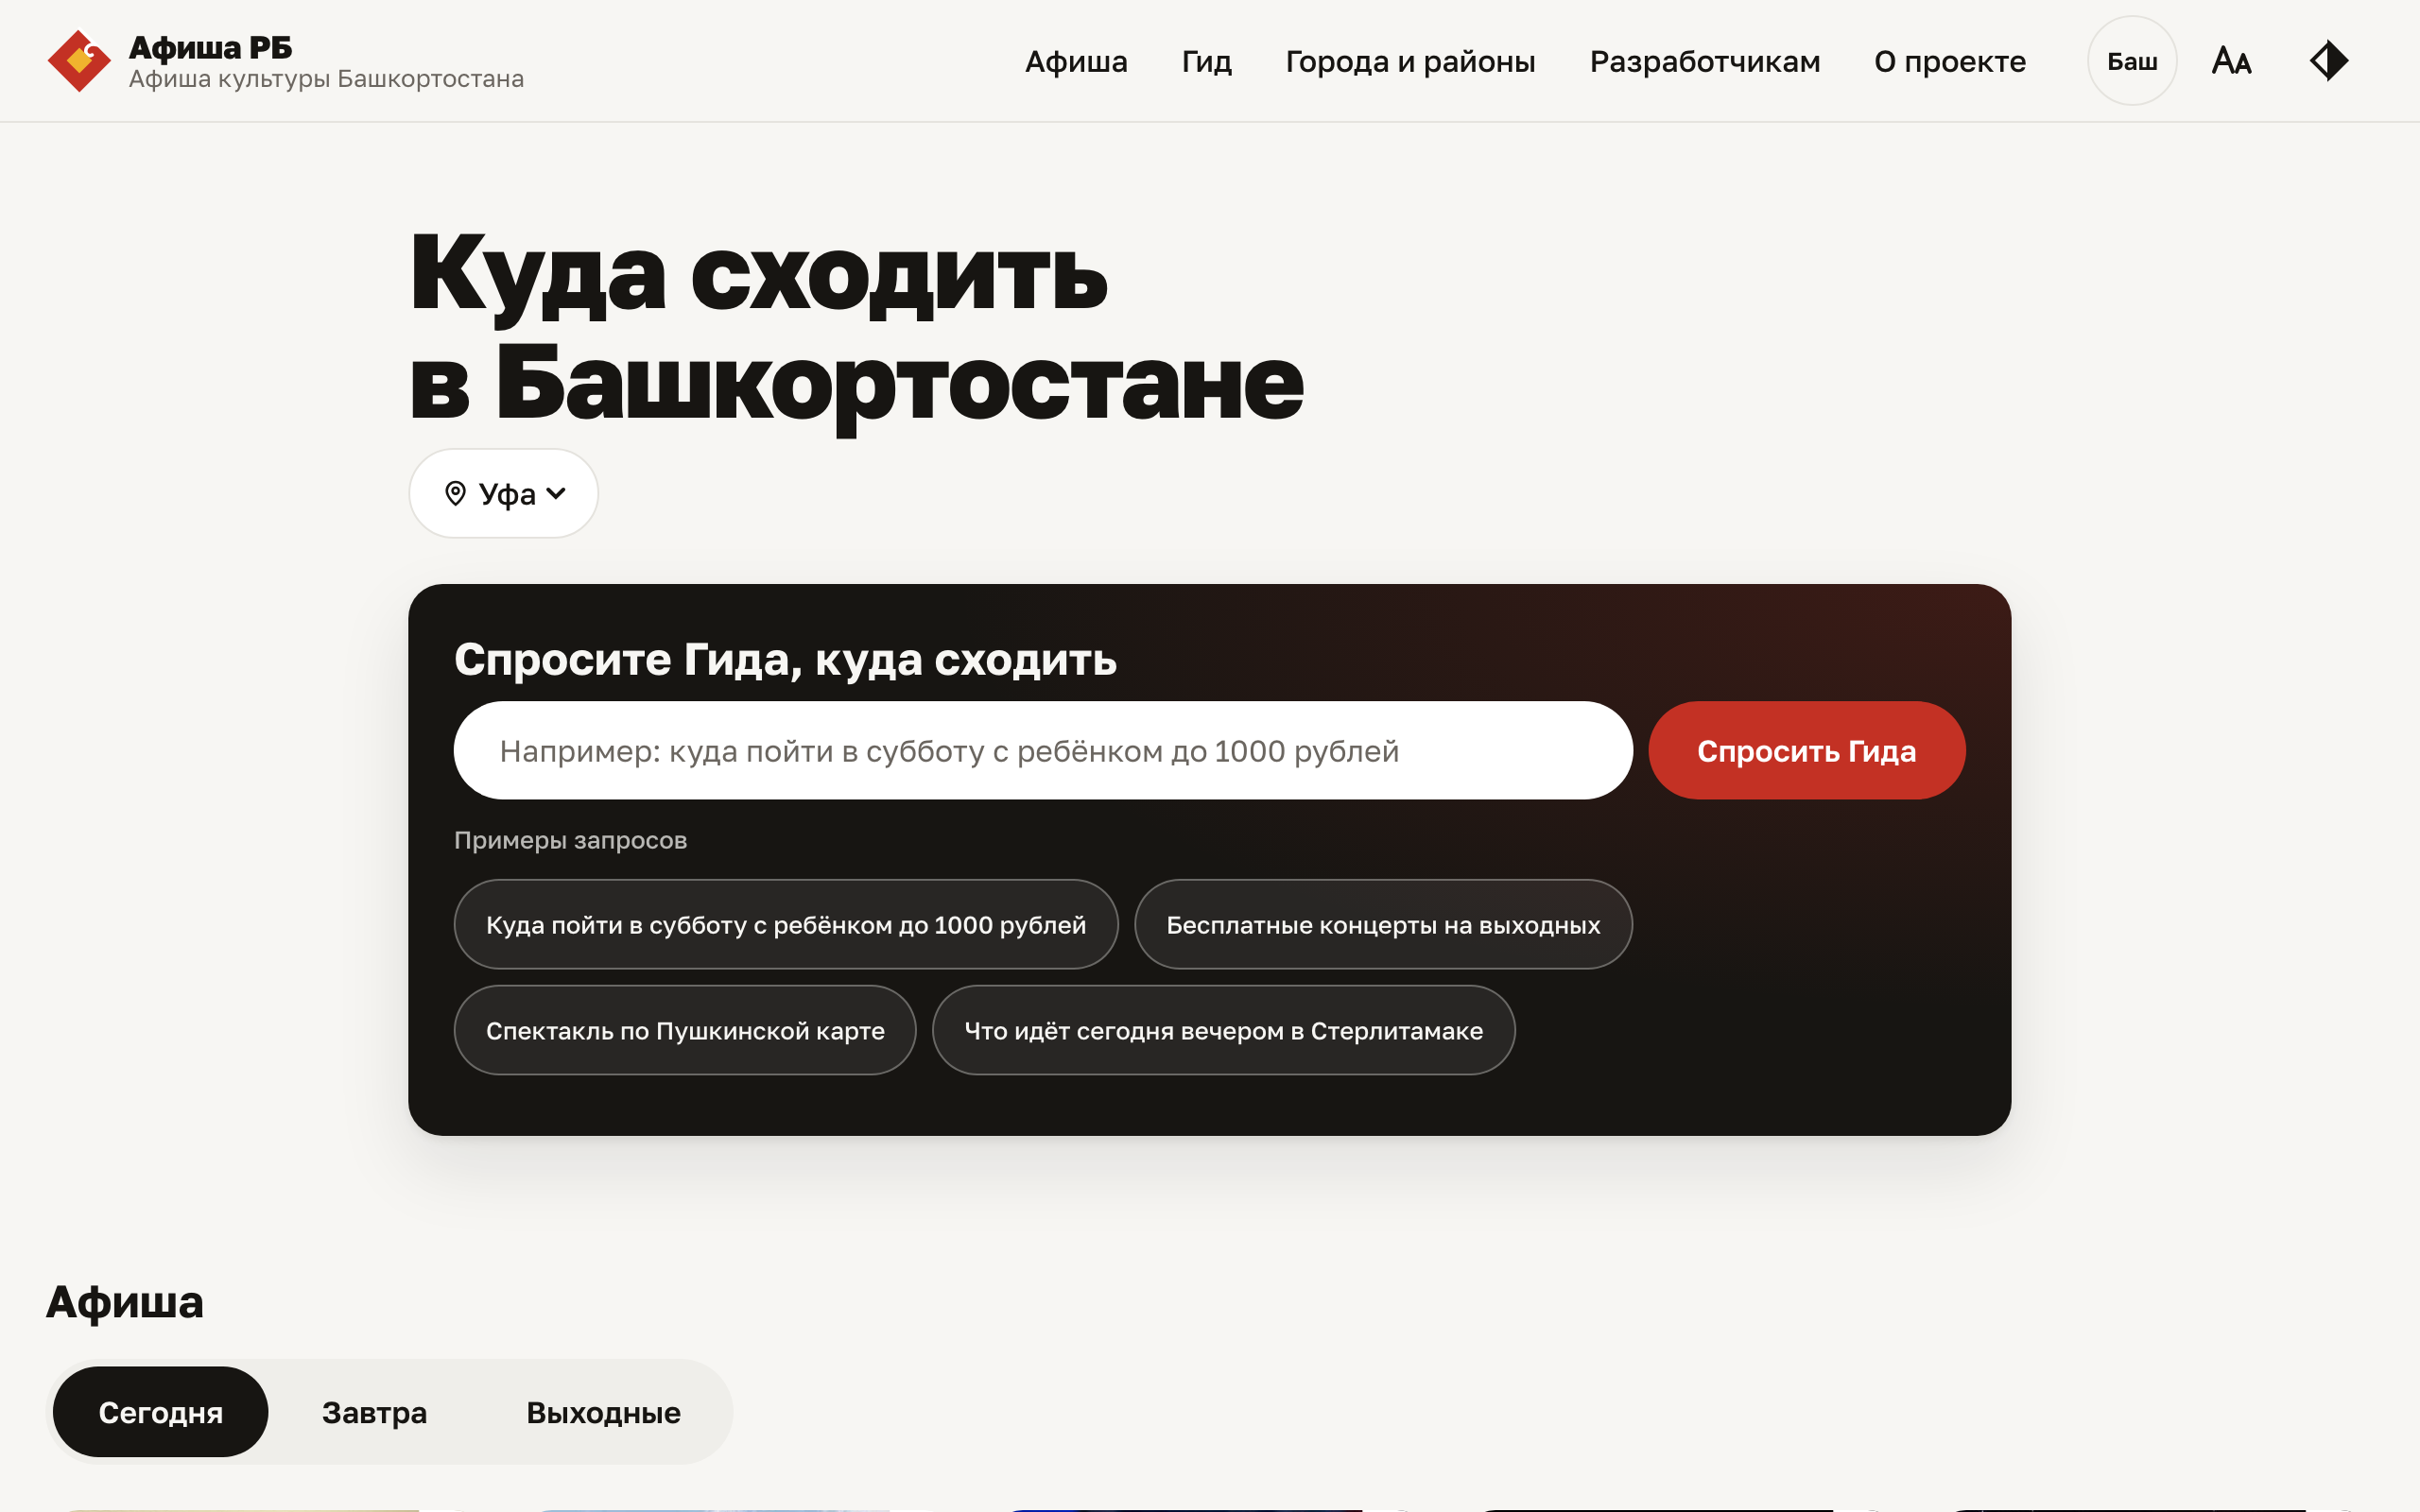 Афиша РБ
Афиша культуры Башкортостана
Афиша Гид Города и районы Разработчикам О проекте Баш АА
Куда сходить
в Башкортостане
Уфа
Спросите Гида, куда сходить
Например: куда пойти в субботу с ребёнком до 1000 рублей
Спросить Гида
Примеры запросов
Куда пойти в субботу с ребёнком до 1000 рублей
Бесплатные концерты на выходных
Спектакль по Пушкинской карте
Что идёт сегодня вечером в Стерлитамаке
Афиша
Сегодня Завтра Выходные